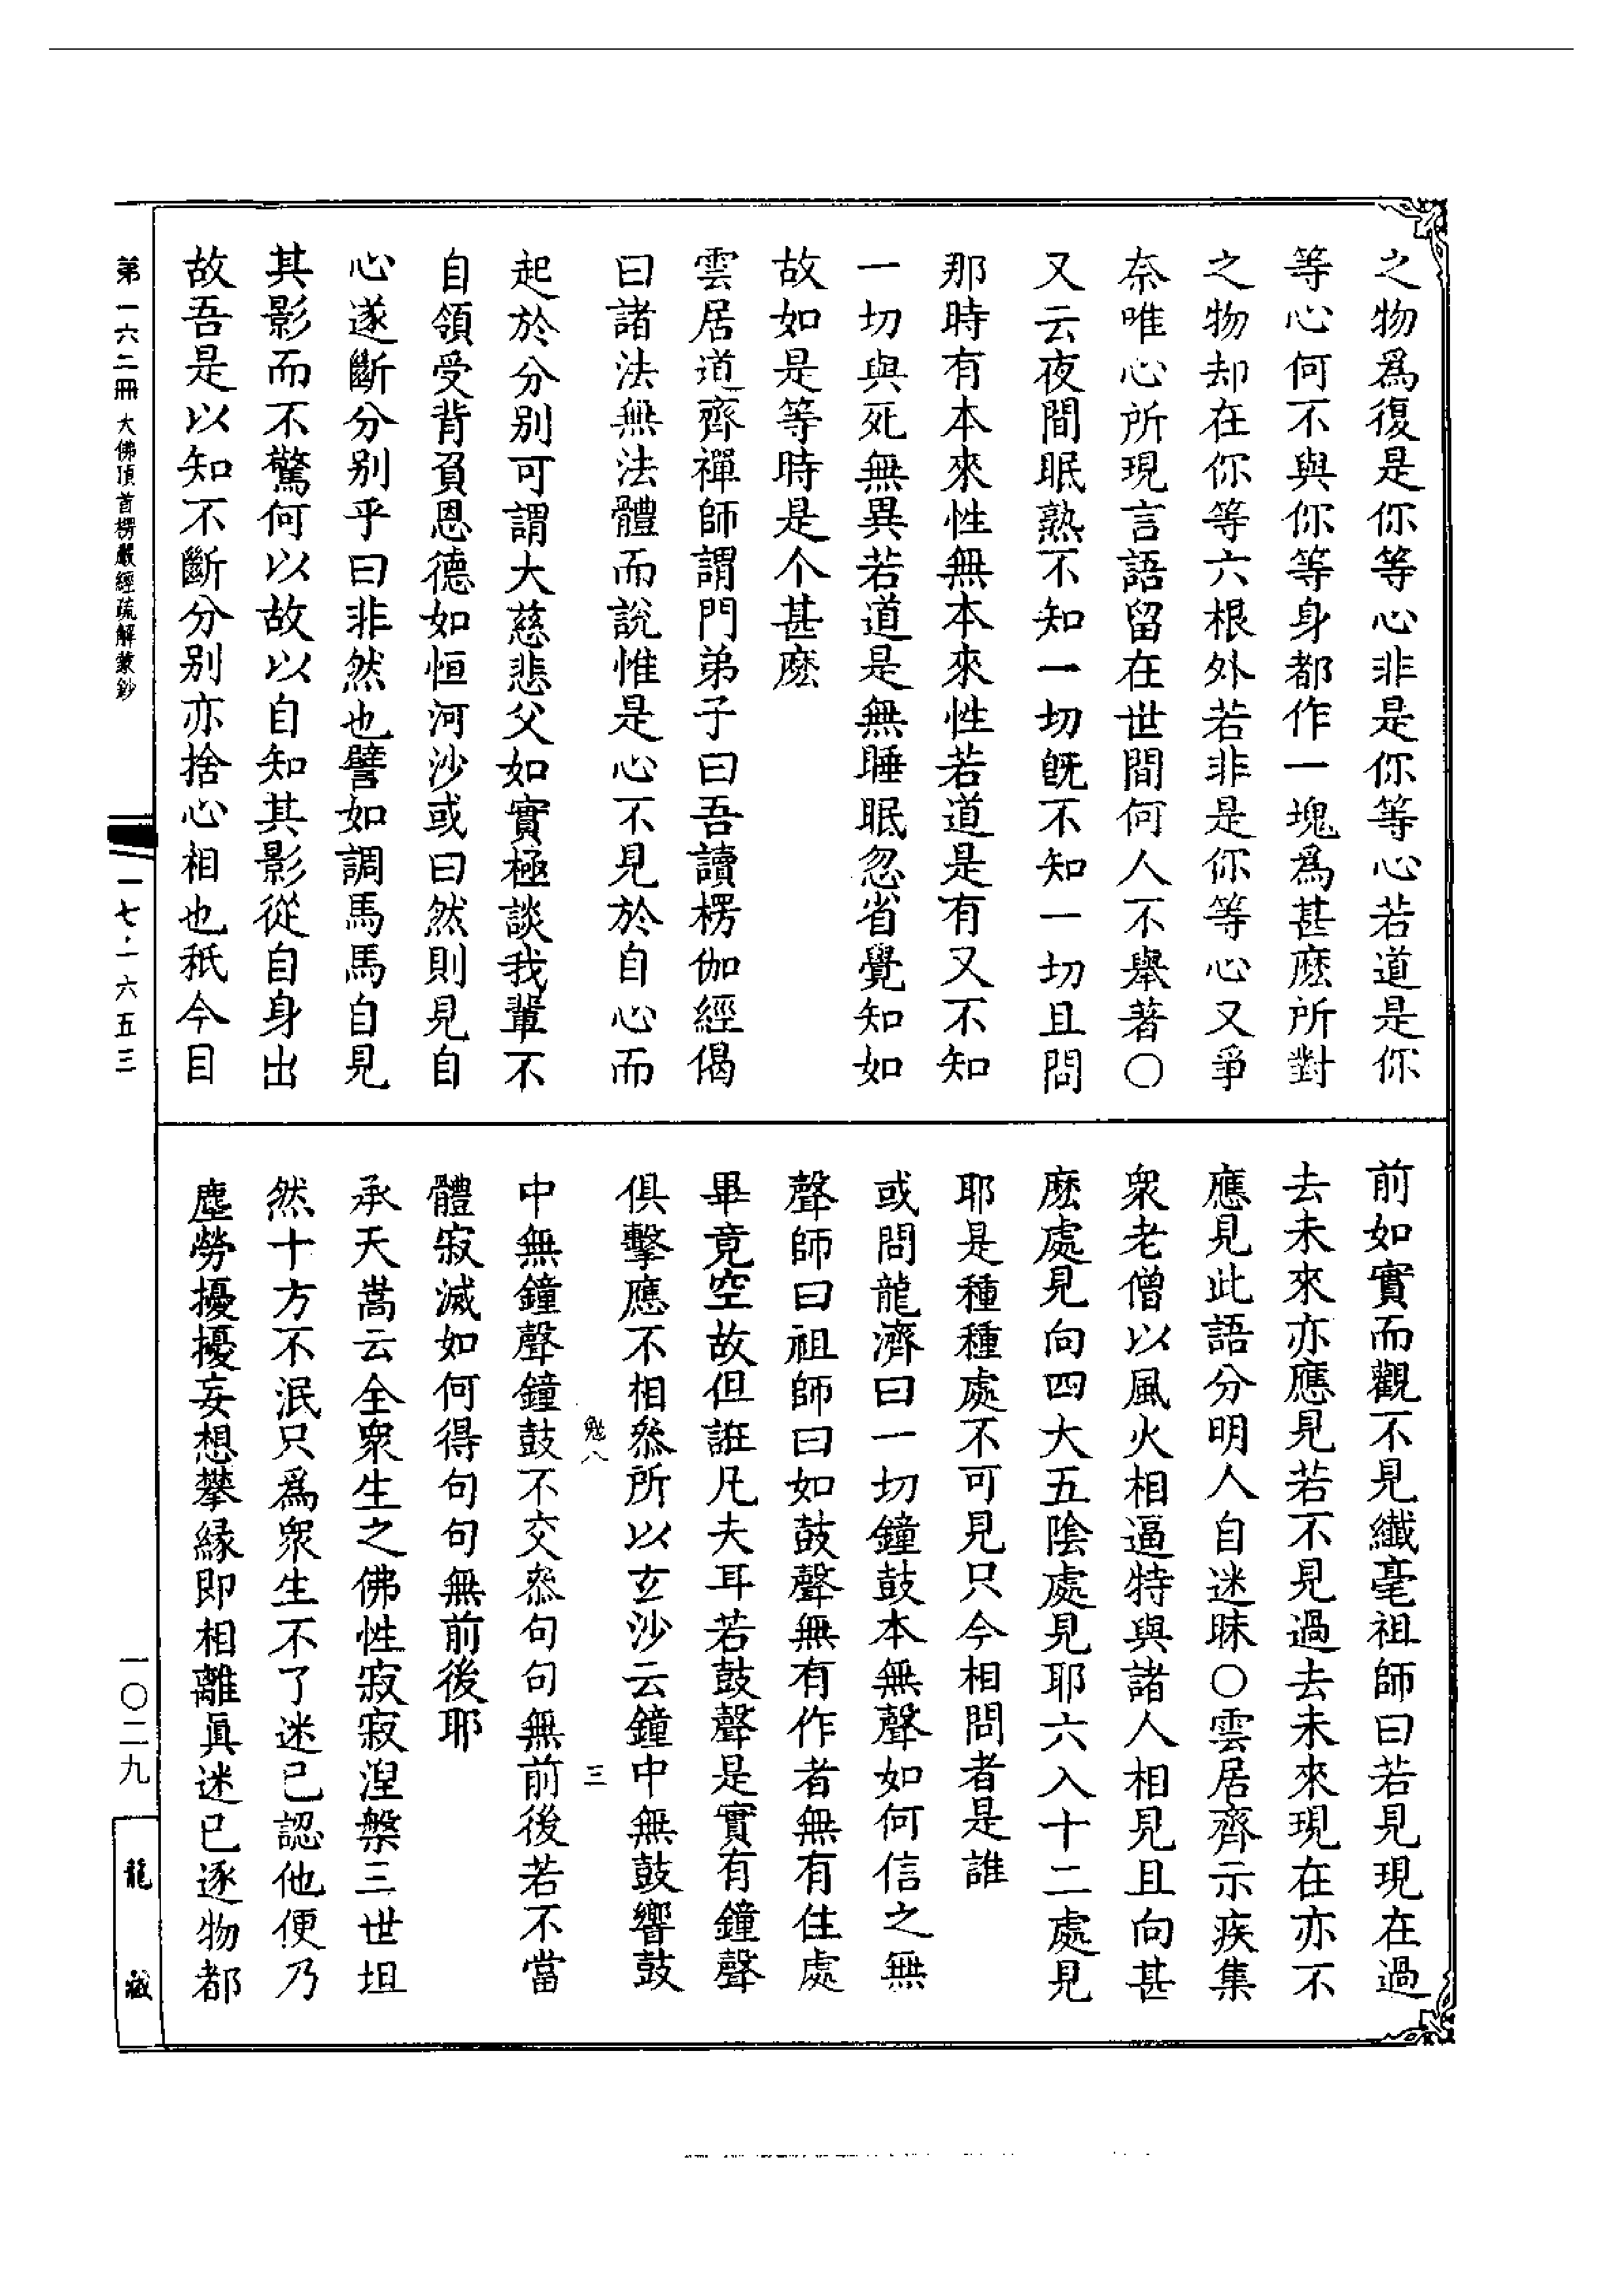 之物爲復是你等心非是你等心若道是你
等心何不與你等身都作一塊爲甚麽所對
之物却在你等六根外若非是你等心又爭
奈唯心所現言語留在世間何人不舉著○
又云夜間眠熟不知一切旣不知一切且問
那時有本來性無本來性若道是有又不知
一切與死無異若道是無睡眠忽省覺知如
故如是等時是个甚麽
雲居道齊禪師謂門弟子曰吾讀楞伽經偈
曰諸法無法體而說惟是心不見於自心而
起於分別可謂大慈悲父如實極談我輩不
自領受背負恩德如恒河沙或曰然則見自
心遂斷分別乎曰非然也譬如調馬馬自見
其影而不驚何以故以自知其影從自身出
故吾是以知不斷分別亦捨心相也秖今目
前如實而觀不見纖毫祖師曰若見現在過
去未來亦應見若不見過去未來現在亦不
應見此語分明人自迷昧○雲居齊示疾集
衆老僧以風火相逼特與諸人相見且向甚
麽處見向四大五陰處見耶六入十二處見
耶是種種處不可見只今相問者是誰
或問龍濟曰一切鐘鼓本無聲如何信之無
聲師曰祖師曰如鼓聲無有作者無有住處
畢竟空故但誑凡夫耳若鼓聲是實有鐘聲
俱擊應不相叅所以玄沙云鐘中無鼓響鼓
中無鐘聲鐘鼓不交叅句句無前後若不當
體寂滅如何得句句無前後耶
承天嵩云全衆生之佛性寂寂涅槃三世坦
然十方不泯只爲衆生不了迷已認他便乃
塵勞擾擾妄想攀緣即相離眞迷已逐物都
八
三
第一六二冊 大佛頂首楞嚴經疏解蒙鈔
一七·一六五三
一〇二九
龍藏